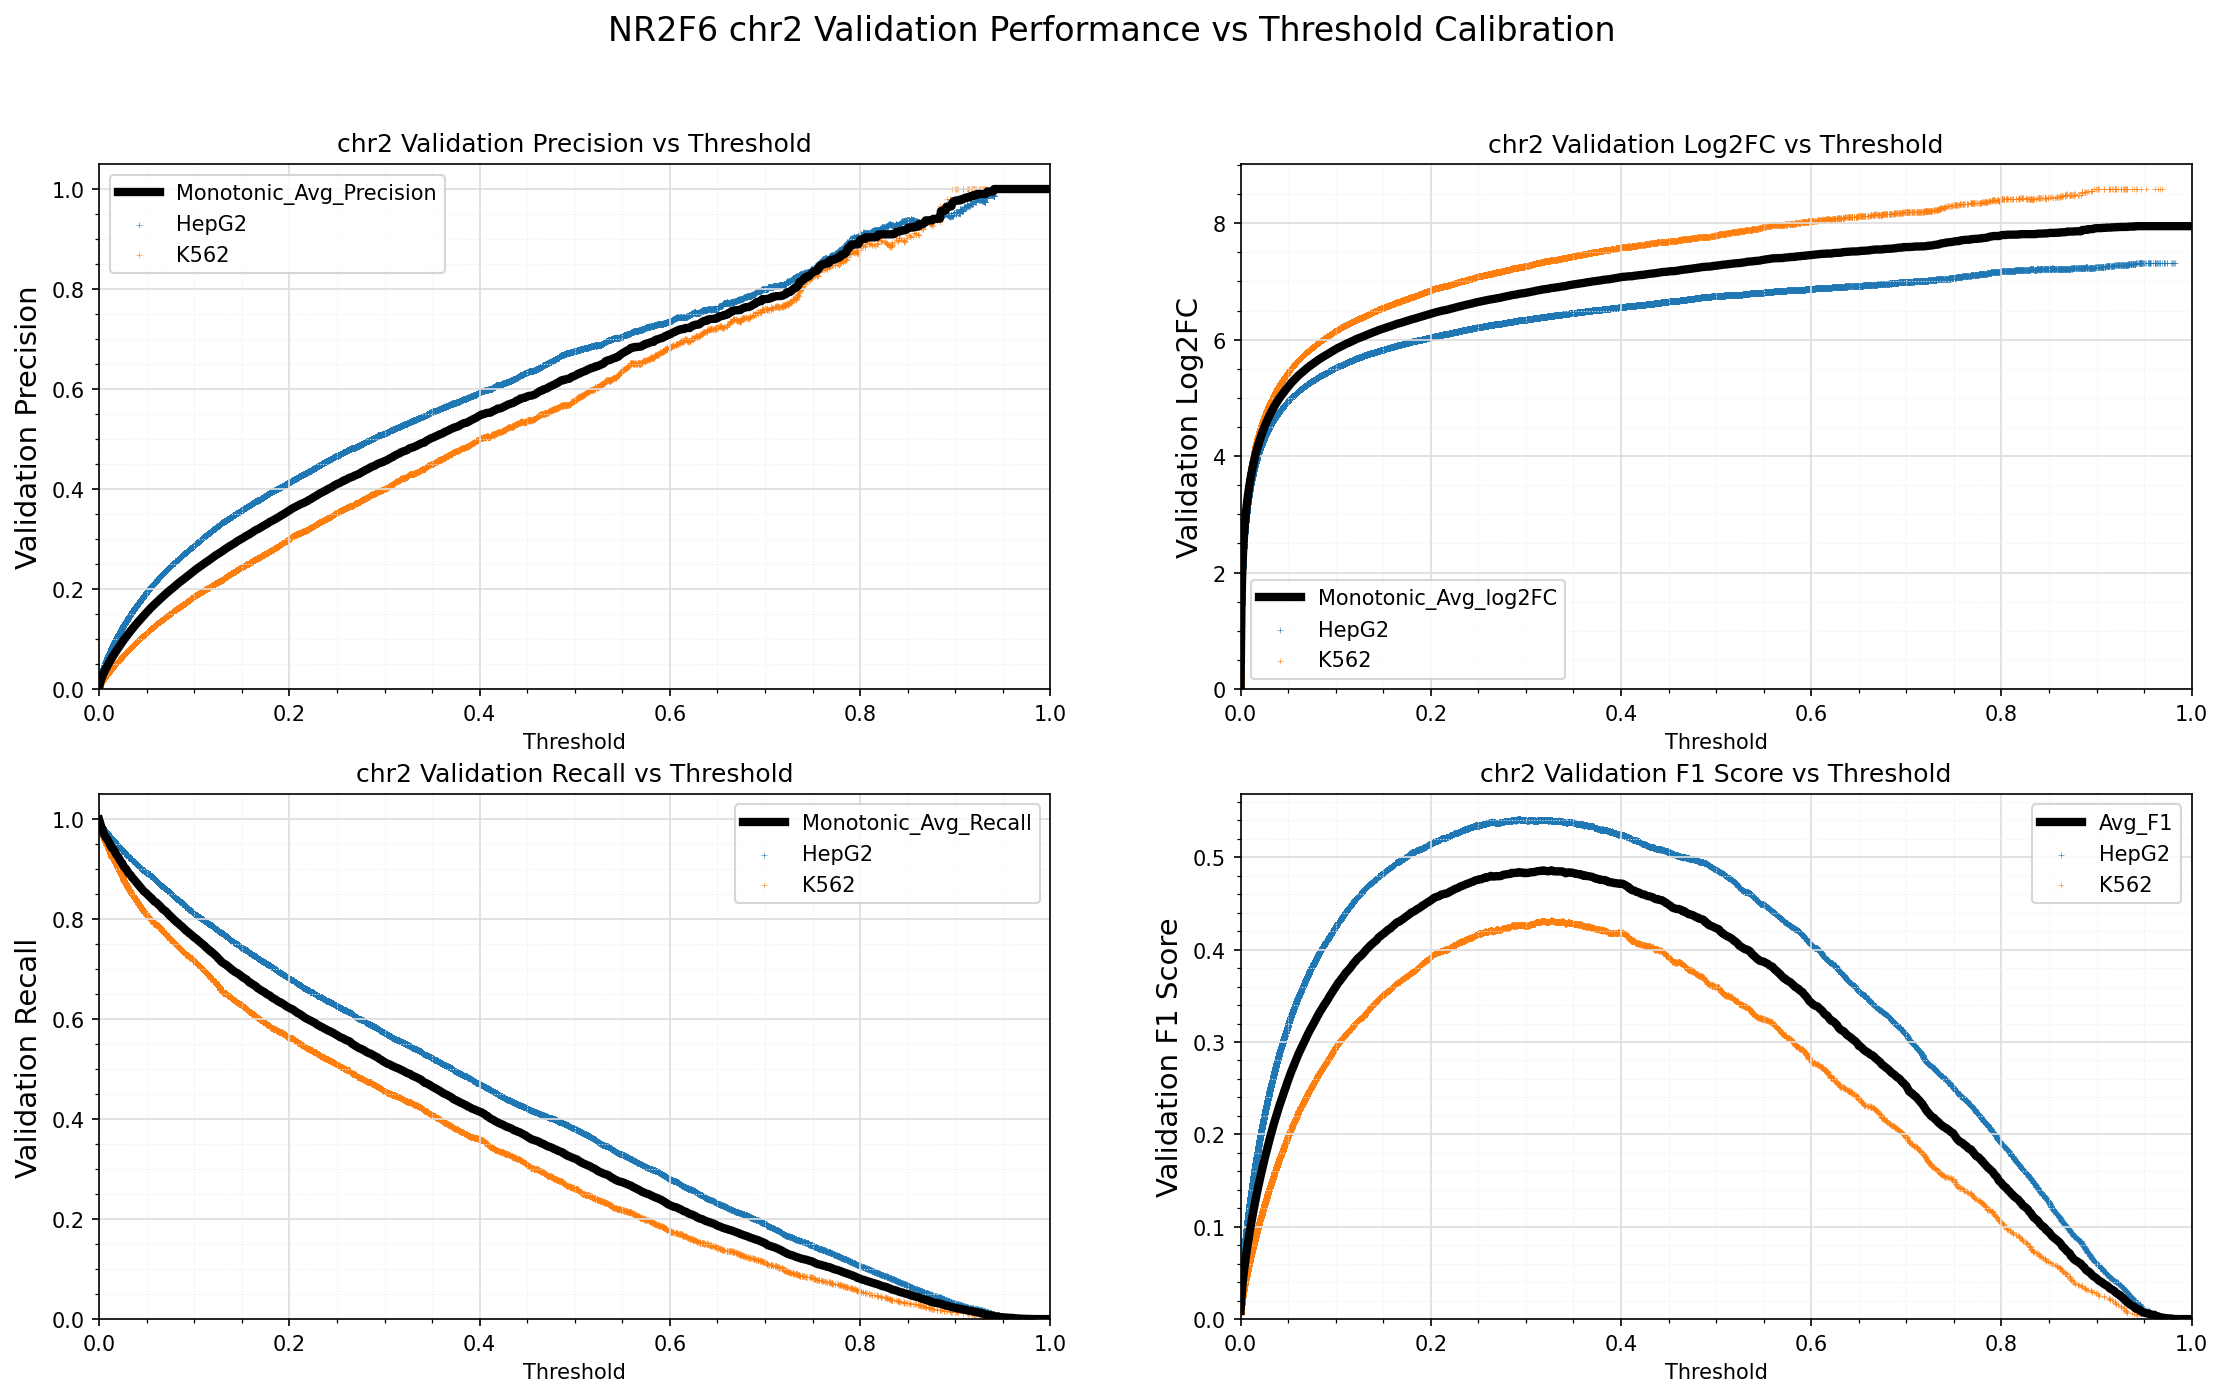 NR2F6 chr2 Validation Performance vs Threshold Calibration
chr2 Validation Precision vs Threshold
Validation Precision
1.0
0.8
0.6
0.4
0.2
0.0
Monotonic_Avg_Precision
HepG2
K562
0.0 0.2 0.4 0.6 0.8 1.0
Threshold
chr2 Validation Log2FC vs Threshold
Validation Log2FC
8
6
4
2
0
Monotonic_Avg_log2FC
HepG2
K562
0.0 0.2 0.4 0.6 0.8 1.0
Threshold
chr2 Validation Recall vs Threshold
Validation Recall
1.0
0.8
0.6
0.4
0.2
0.0
Monotonic_Avg_Recall
HepG2
K562
0.0 0.2 0.4 0.6 0.8 1.0
Threshold
chr2 Validation F1 Score vs Threshold
Validation F1 Score
0.5
0.4
0.3
0.2
0.1
0.0
Avg_F1
HepG2
K562
0.0 0.2 0.4 0.6 0.8 1.0
Threshold